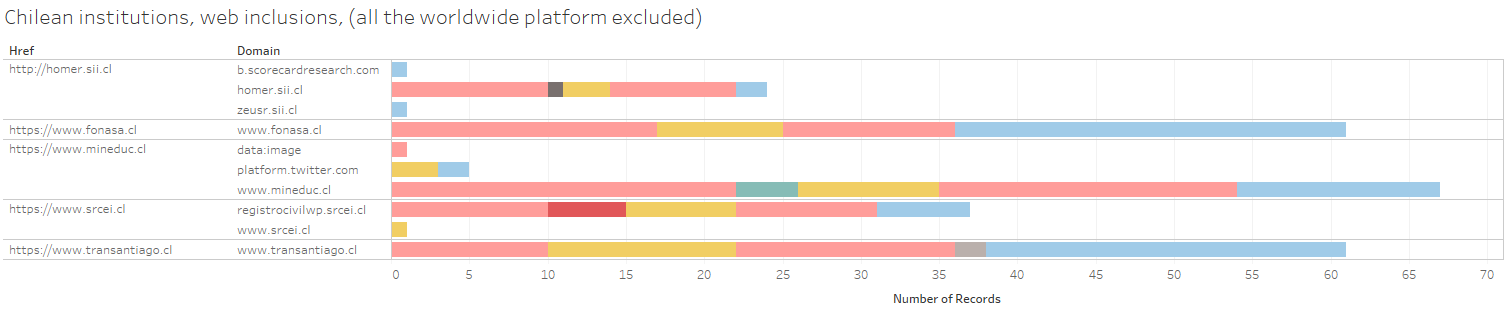 Chilean institutions, web inclusions, (all the worldwide platform excluded)
Href Domain
http://homer.sii.cl b.scorecardresearch.com
homer.sii.cl
zeusr.sii.cl
https://www.fonasa.cl www.fonasa.cl
https://www.mineduc.cl data:image
platform.twitter.com
www.mineduc.cl
https://www.srcei.cl registrocivilwp.srcei.cl
www.srcei.cl
https://www.transantiago.cl www.transantiago.cl
0 5 10 15 20 25 30 35 40 45 50 55 60 65 70
Number of Records